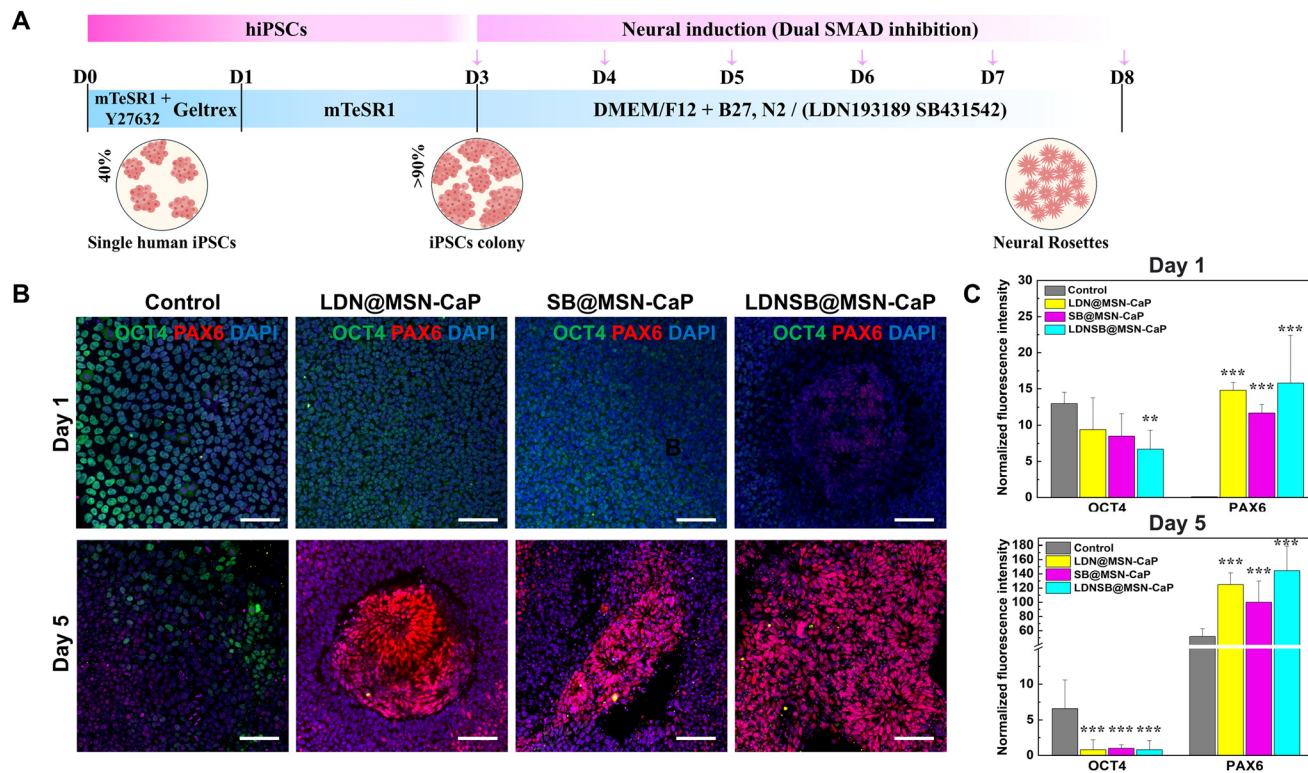 A
hiPSCs
Neural induction (Dual SMAD inhibition)
D0 D1 D3 D4 D5 D6 D7 D8
mTeSR1 +
Y27632
Geltrex
mTeSR1
DMEM/F12 + B27, N2 / (LDN193189 SB431542)
40%
>90%
Single human iPSCs
iPSCs colony
Neural Rosettes
B
Control
LDN@MSN-CaP
SB@MSN-CaP
LDNSB@MSN-CaP
Day 1
OCT4 PAX6 DAPI
OCT4 PAX6 DAPI
OCT4 PAX6 DAPI
OCT4 PAX6 DAPI
B
Day 5
C
Day 1
Normalized fluorescence intensity
30
25
20
15
10
5
0
Control
LDN@MSN-CaP
SB@MSN-CaP
LDNSB@MSN-CaP
**
***
***
***
OCT4
PAX6
Day 5
Normalized fluorescence intensity
180
160
140
120
100
80
60
10
5
0
Control
LDN@MSN-CaP
SB@MSN-CaP
LDNSB@MSN-CaP
*** *** ***
***
***
***
OCT4
PAX6